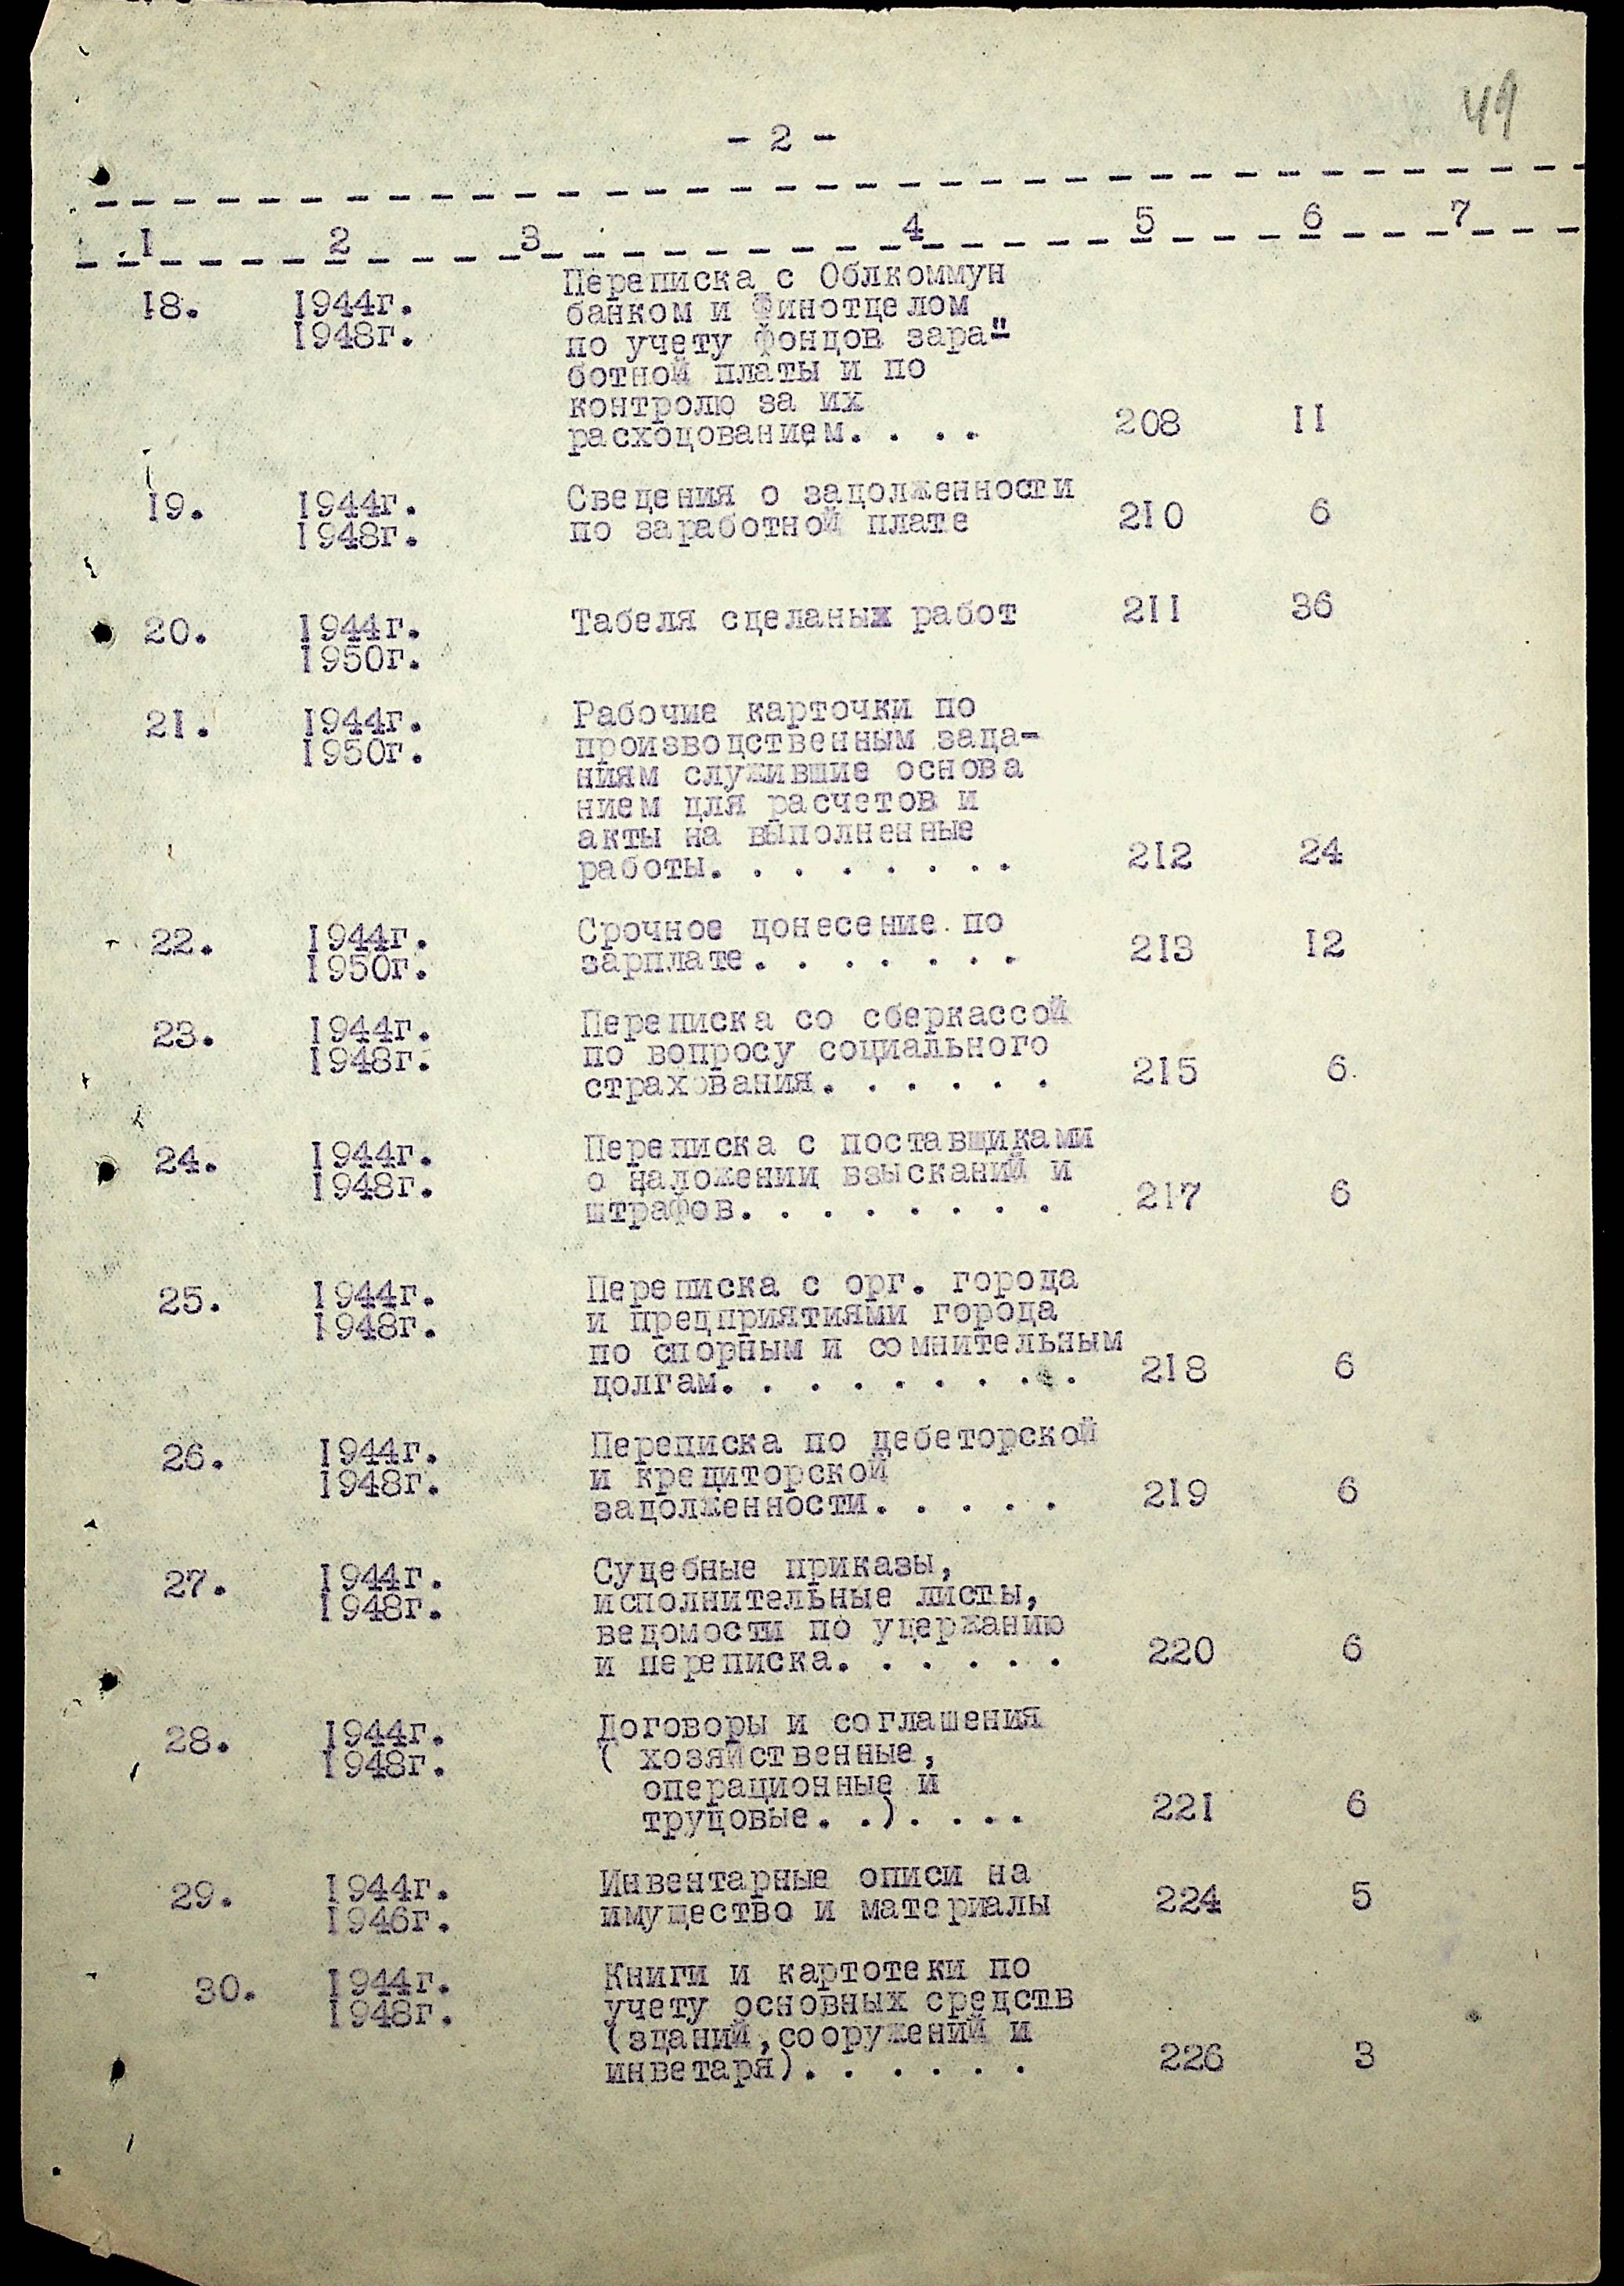 49
- 2 -
1 2 3 4 5 6 7
18. 1944г. Переписка с Облкоммун
1948г. банком и Финотделом
по учету фондов зара"-
ботной платы и по
контролю за их
расходованием. . . . 208 11
19. 1944г. Сведения о задолженности
1948г. по заработной плате 210 6
20. 1944г. Табеля сделаных работ 211 36
1950г.
21. 1944г. Рабочие карточки по
1950г. производственным зада-
ниям служившие основа
нием для расчетов и
акты на выполненные
работы. . . . . . . . 212 24
22. 1944г. Срочное донесение по
1950г. зарплате. . . . . . . 213 12
23. 1944г. Переписка со сберкассой
1948г. по вопросу социального
страхования. . . . . . 215 6
24. 1944г. Переписка с поставщиками
1948г. о наложении взысканий и
штрафов. . . . . . . . 217 6
25. 1944г. Переписка с орг. города
1948г. и предприятиями города
по спорным и сомнительным
долгам. . . . . . . . . 218 6
26. 1944г. Переписка по дебеторской
1948г. и кредиторской
задолженности. . . . . 219 6
27. 1944г. Судебные приказы,
1948г. исполнительные листы,
ведомости по удержанию
и переписка. . . . . . 220 6
28. 1944г. Договоры и соглашения
1948г. ( хозяйственные,
операционные и
трудовые. .). . . . 221 6
29. 1944г. Инвентарные описи на
1946г. имущество и материалы 224 5
30. 1944г. Книги и картотеки по
1948г. учету основных средств
(зданий,сооружений и
инветаря). . . . . . 226 3